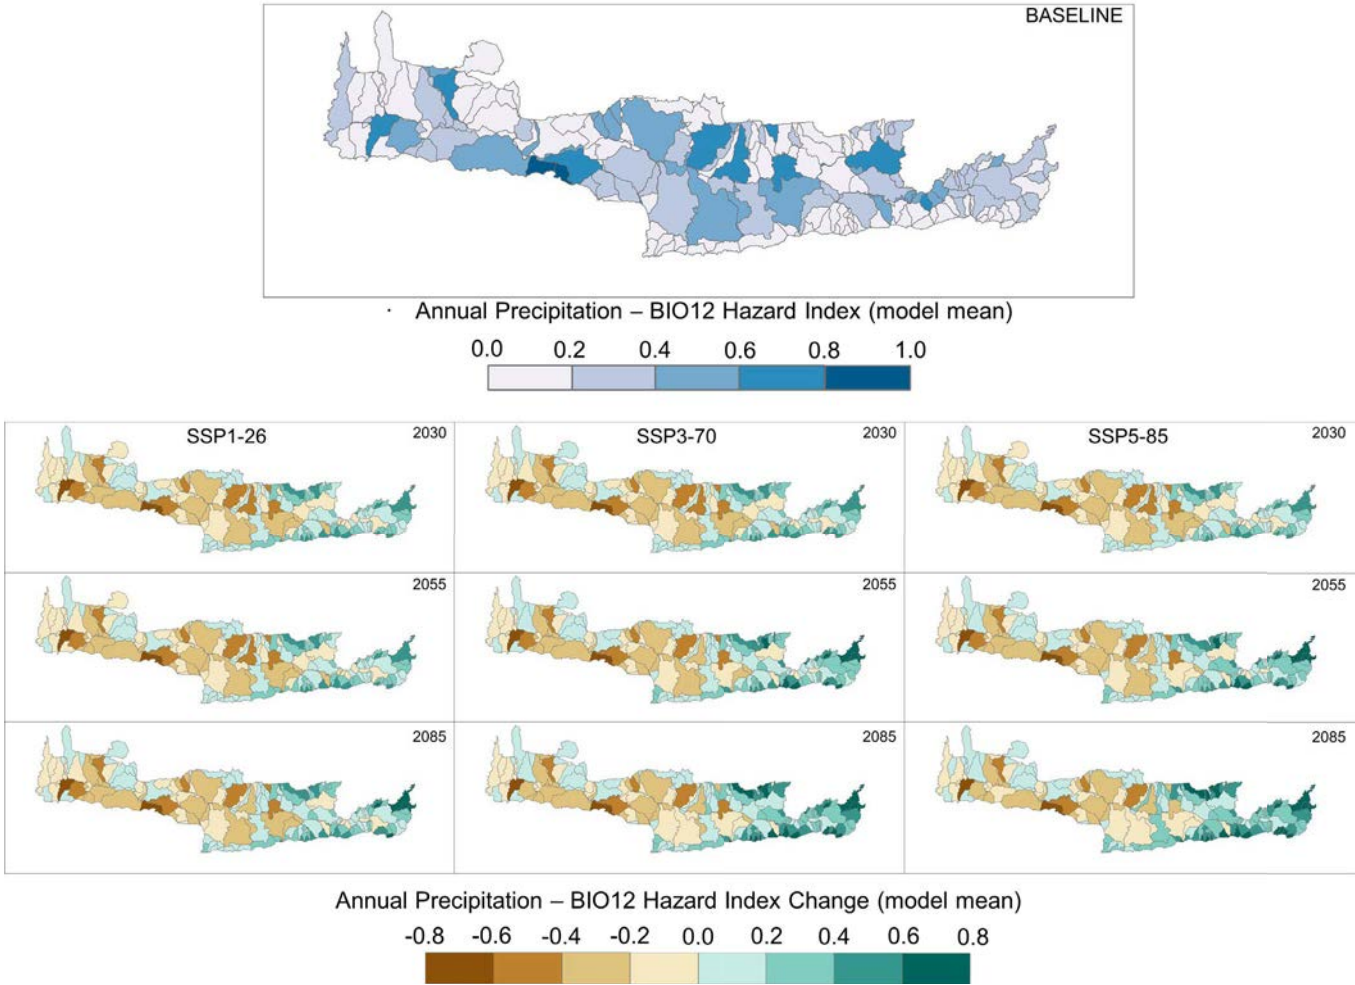 BASELINE
· Annual Precipitation – BIO12 Hazard Index (model mean)
0.0 0.2 0.4 0.6 0.8 1.0
SSP1-26 2030 SSP3-70 2030 SSP5-85 2030
2055 2055 2055
2085 2085 2085
Annual Precipitation – BIO12 Hazard Index Change (model mean)
-0.8 -0.6 -0.4 -0.2 0.0 0.2 0.4 0.6 0.8